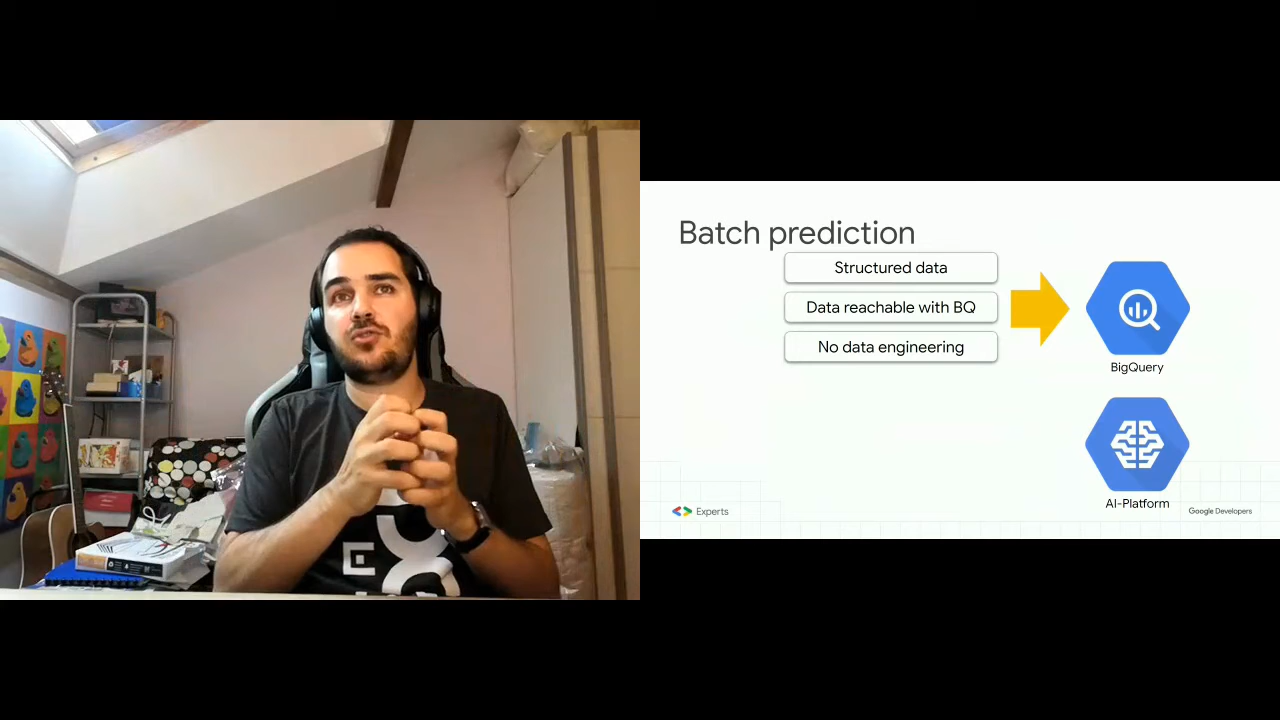 Batch prediction
Structured data
Data reachable with BQ
No data engineering
BigQuery
AI-Platform
Experts
Google Developers